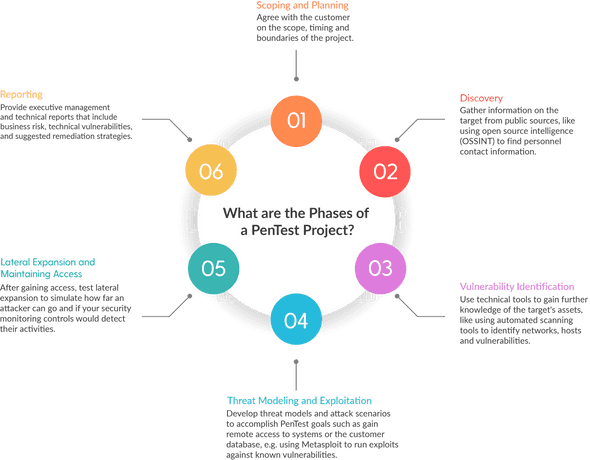 Scoping and Planning
Agree with the customer
on the scope, timing and
boundaries of the project.
01
Discovery
Gather information on the
target from public sources, like
using open source intelligence
(OSSINT) to find personnel
contact information.
02
Vulnerability Identification
Use technical tools to gain further
knowledge of the target's assets,
like using automated scanning
tools to identify networks, hosts
and vulnerabilities.
03
Threat Modeling and Exploitation
Develop threat models and attack scenarios
to accomplish PenTest goals such as gain
remote access to systems or the customer
database, e.g. using Metasploit to run exploits
against known vulnerabilities.
04
Lateral Expansion and
Maintaining Access
After gaining access, test lateral
expansion to simulate how far an
attacker can go and if your security
monitoring controls would detect
their activities.
05
Reporting
Provide executive management
and technical reports that include
business risk, technical vulnerabilities,
and suggested remediation strategies.
06
What are the Phases of
a PenTest Project?